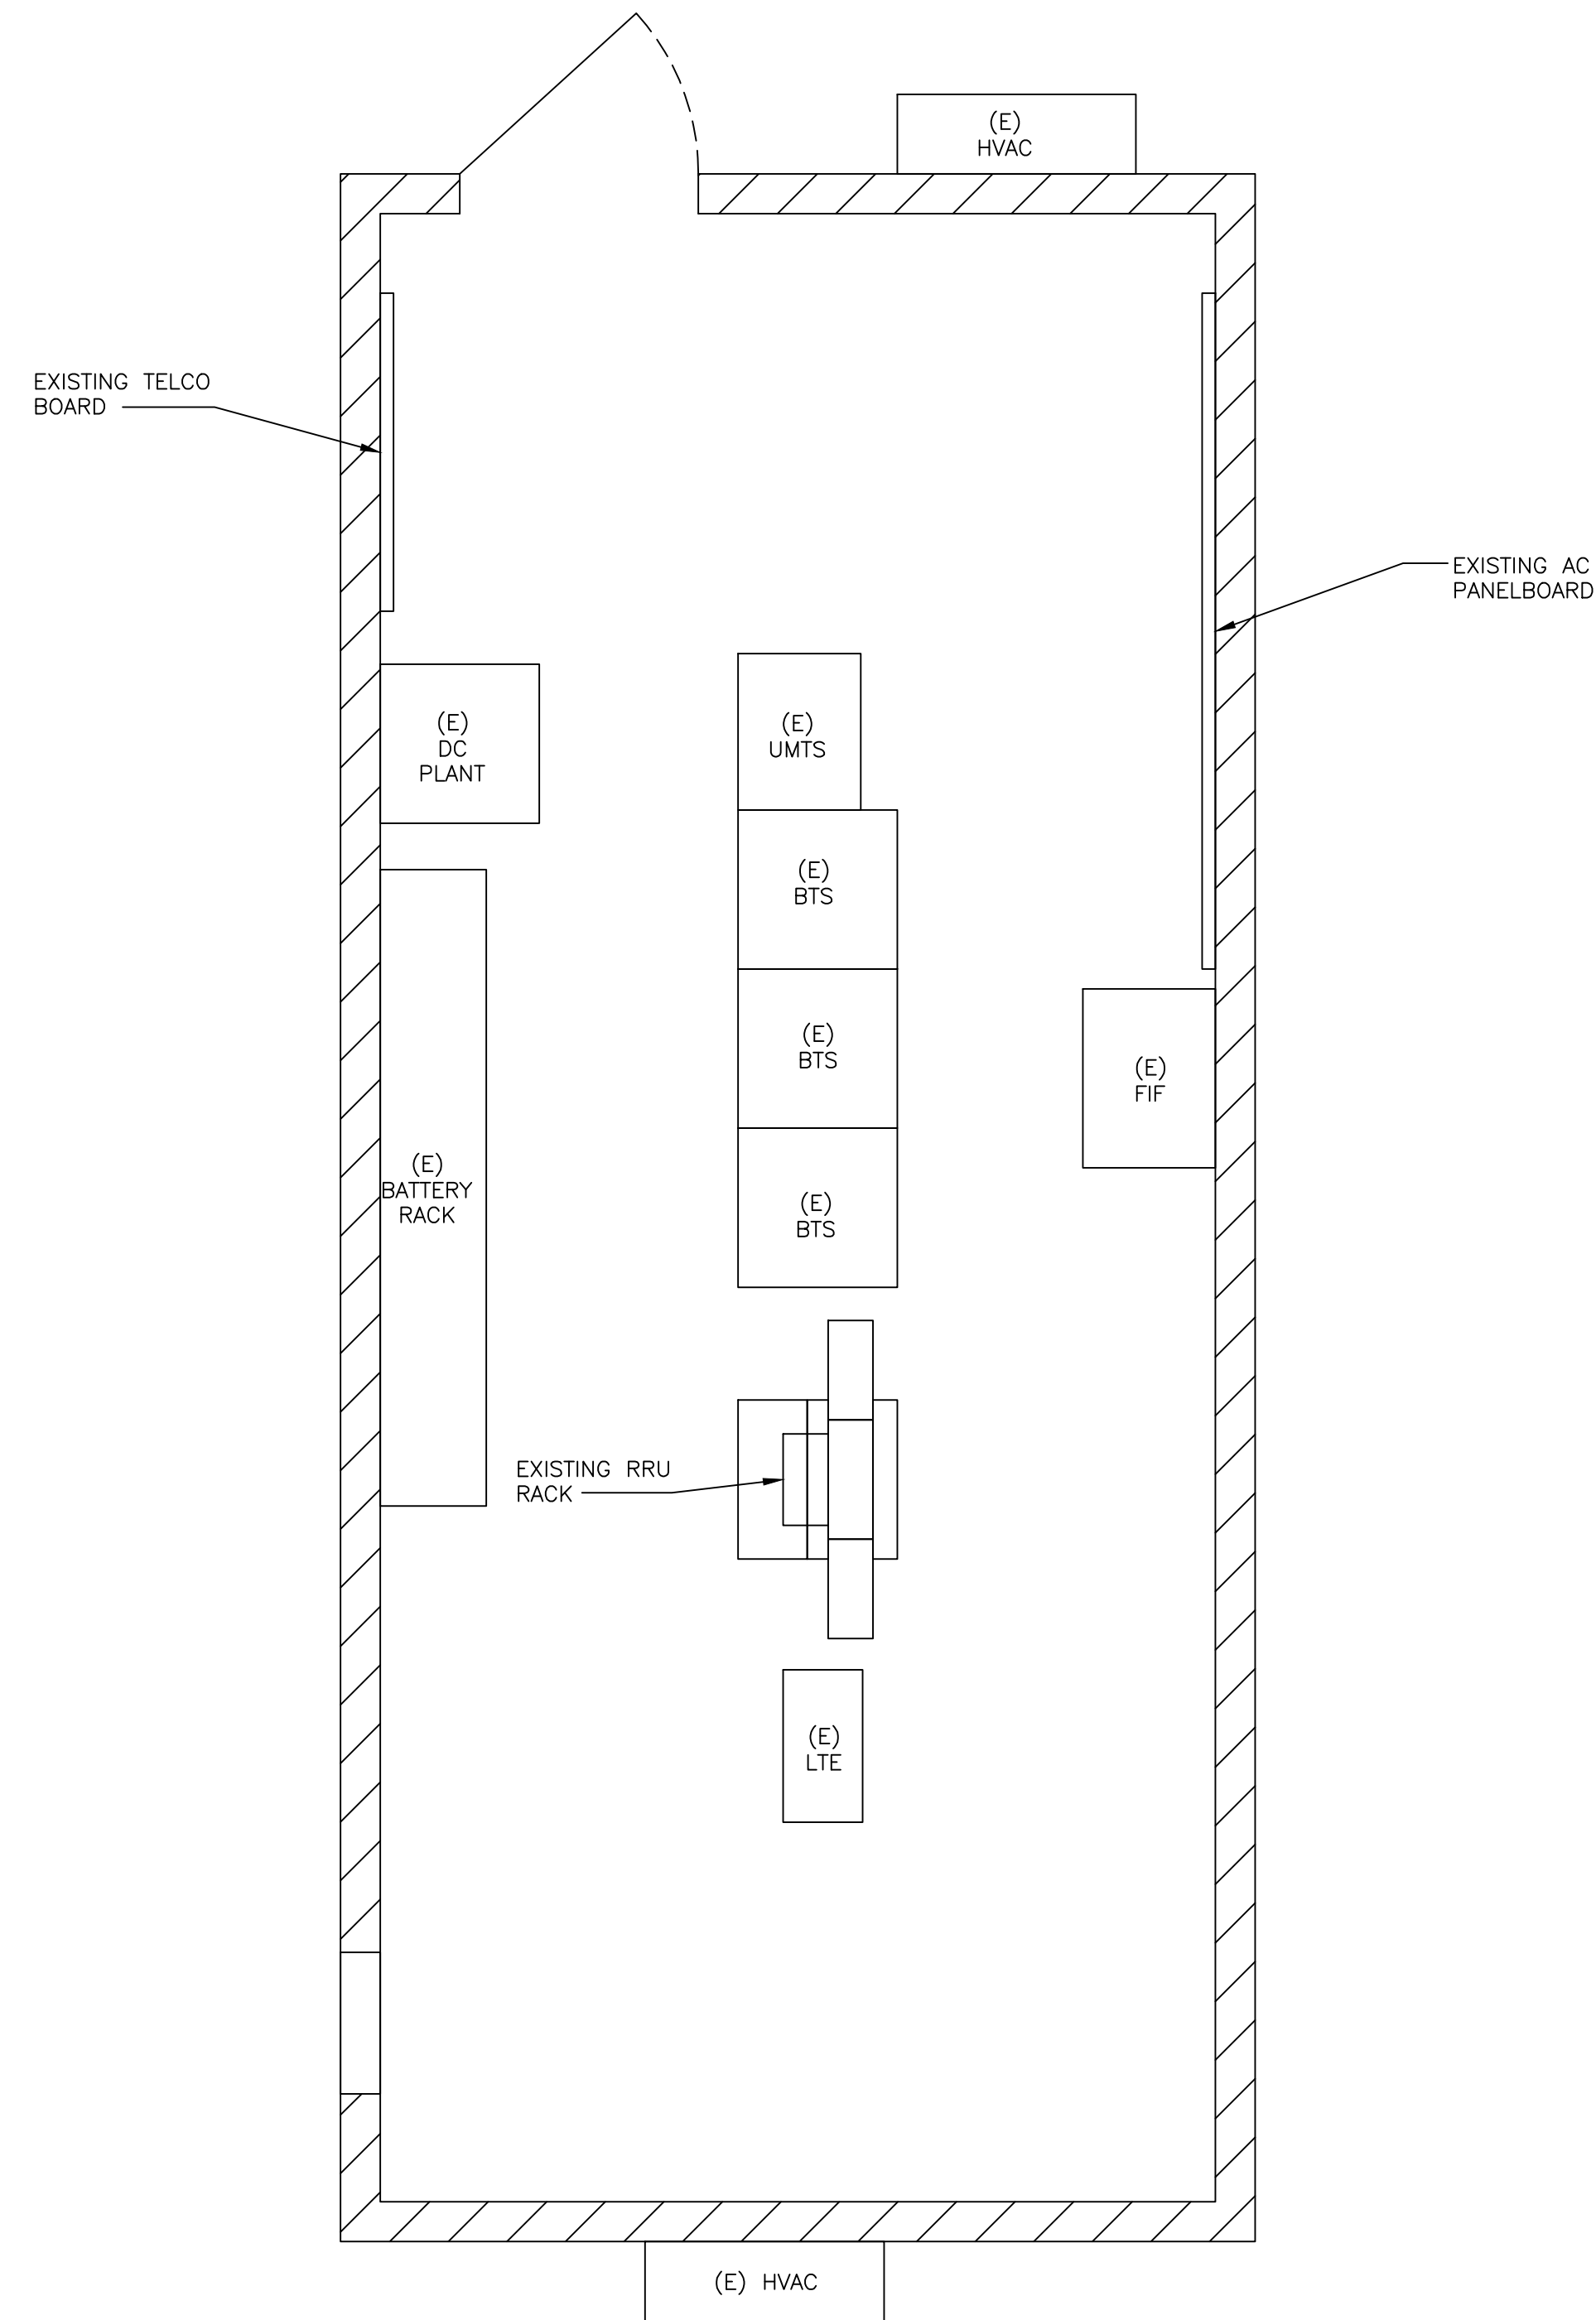 (E)
HVAC
EXISTING TELCO
BOARD
EXISTING AC
PANELBOARD
(E)
DC
PLANT
(E)
UMTS
(E)
BTS
(E)
BTS
(E)
FIF
(E)
BATTERY
RACK
(E)
BTS
EXISTING RRU
RACK
(E)
LTE
(E) HVAC